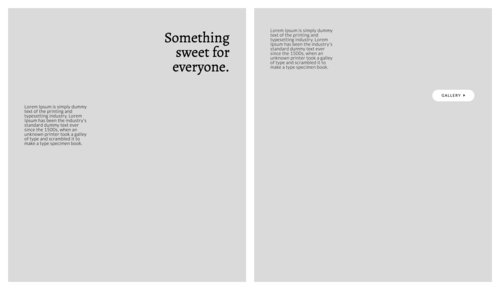 Something
sweet for
everyone.
Lorem Ipsum is simply dummy
text of the printing and
typesetting industry. Lorem
Ipsum has been the industry's
standard dummy text ever
since the 1500s, when an
unknown printer took a galley
of type and scrambled it to
make a type specimen book.
Lorem Ipsum is simply dummy
text of the printing and
typesetting industry. Lorem
Ipsum has been the industry's
standard dummy text ever
since the 1500s, when an
unknown printer took a galley
of type and scrambled it to
make a type specimen book.
GALLERY